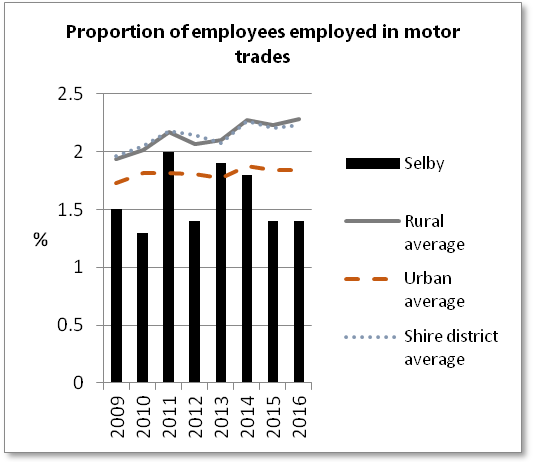 Proportion of employees employed in motor
trades
2.5
2
1.5
1
0.5
0
%
2009
2010
2011
2012
2013
2014
2015
2016
Selby
Rural
average
Urban
average
Shire district
average